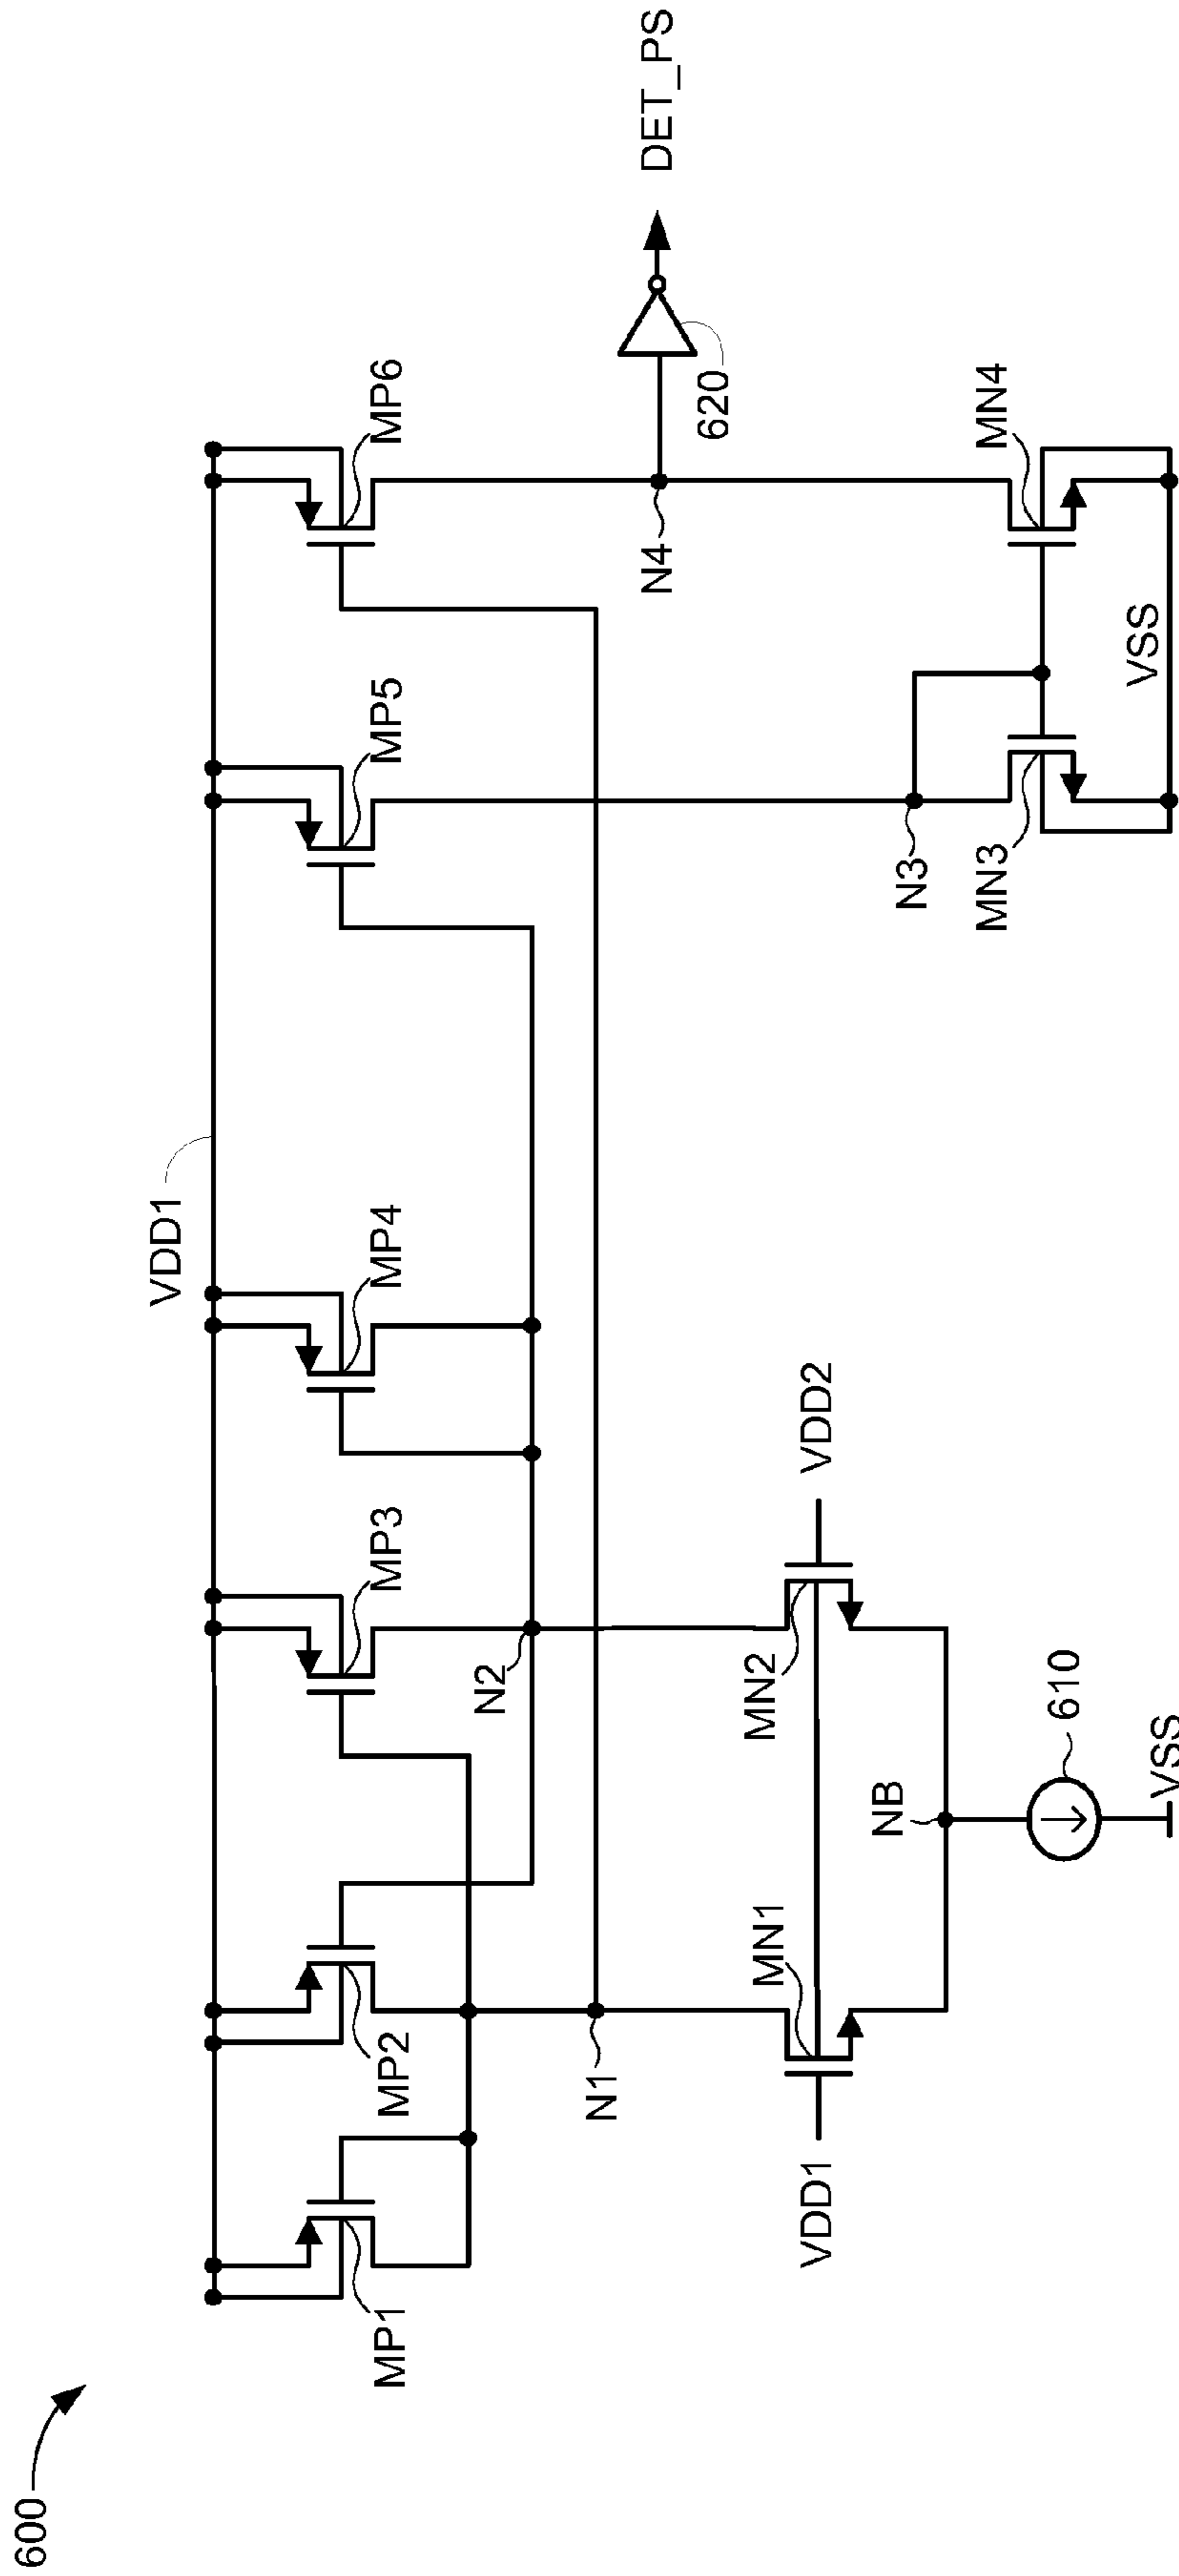 600
VDD1
MP1
MP2
MP3
MP4
MP5
MP6
N1
N2
N4
DET_PS
620
VDD1
MN1
MN2
VDD2
NB
610
VSS
N3
MN3
MN4
VSS